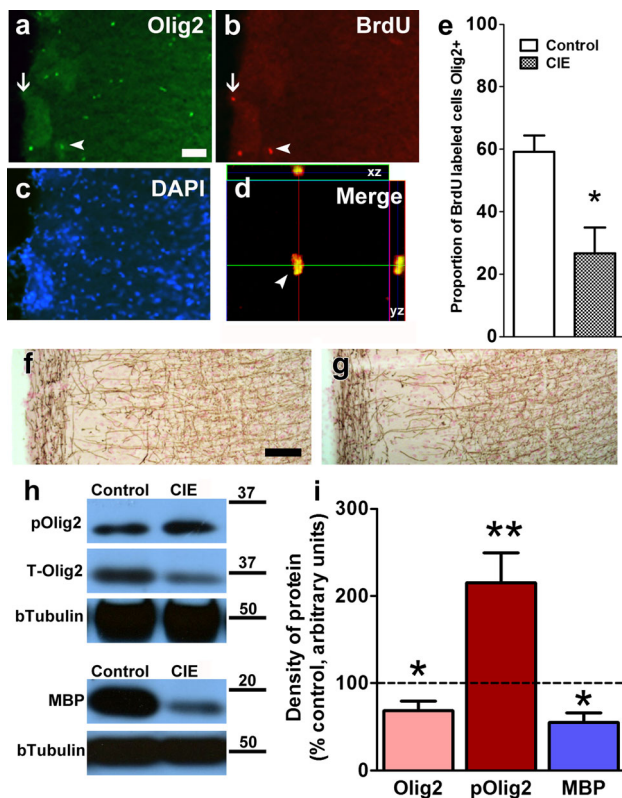 a Olig2
b BrdU
c DAPI
xz
d Merge
yz
e
Control
CIE
Proportion of BrdU labeled cells Olig2+
100
80
60
40
20
0
*
f
g
h
Control CIE
37
pOlig2
T-Olig2
37
bTubulin
50
Control CIE
20
MBP
bTubulin
50
i
Density of protein
(% control, arbitrary units)
300
200
100
0
*
**
*
Olig2 pOlig2 MBP